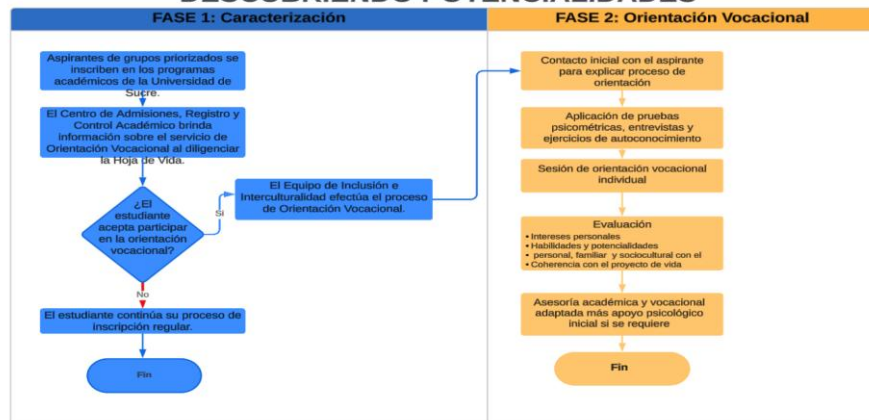 DESCUBRIENDO POTENCIALIDADES
FASE 1: Caracterización
Aspirantes de grupos priorizados se
inscriben en los programas
académicos de la Universidad de
Sucre.
El Centro de Admisiones, Registro y
Control Académico brinda
información sobre el servicio de
Orientación Vocacional al diligenciar
la Hoja de Vida.
¿El
estudiante
acepta participar
en la orientación
vocacional?
Si
El Equipo de Inclusión e
Interculturalidad efectúa el proceso
de Orientación Vocacional.
No
El estudiante continúa su proceso de
inscripción regular.
Fin
FASE 2: Orientación Vocacional
Contacto inicial con el aspirante
para explicar proceso de
orientación
Aplicación de pruebas
psicométricas, entrevistas y
ejercicios de autoconocimiento
Sesión de orientación vocacional
individual
Evaluación
• Intereses personales
• Habilidades y potencialidades
• personal, familiar y sociocultural con el
• Coherencia con el proyecto de vida
Asesoría académica y vocacional
adaptada más apoyo psicológico
inicial si se requiere
Fin